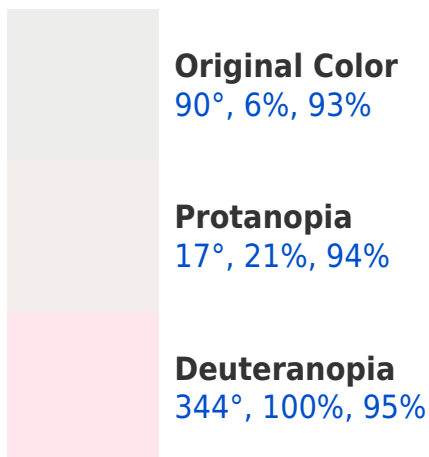 Original Color
90°, 6%, 93%
Protanopia
17°, 21%, 94%
Deuteranopia
344°, 100%, 95%